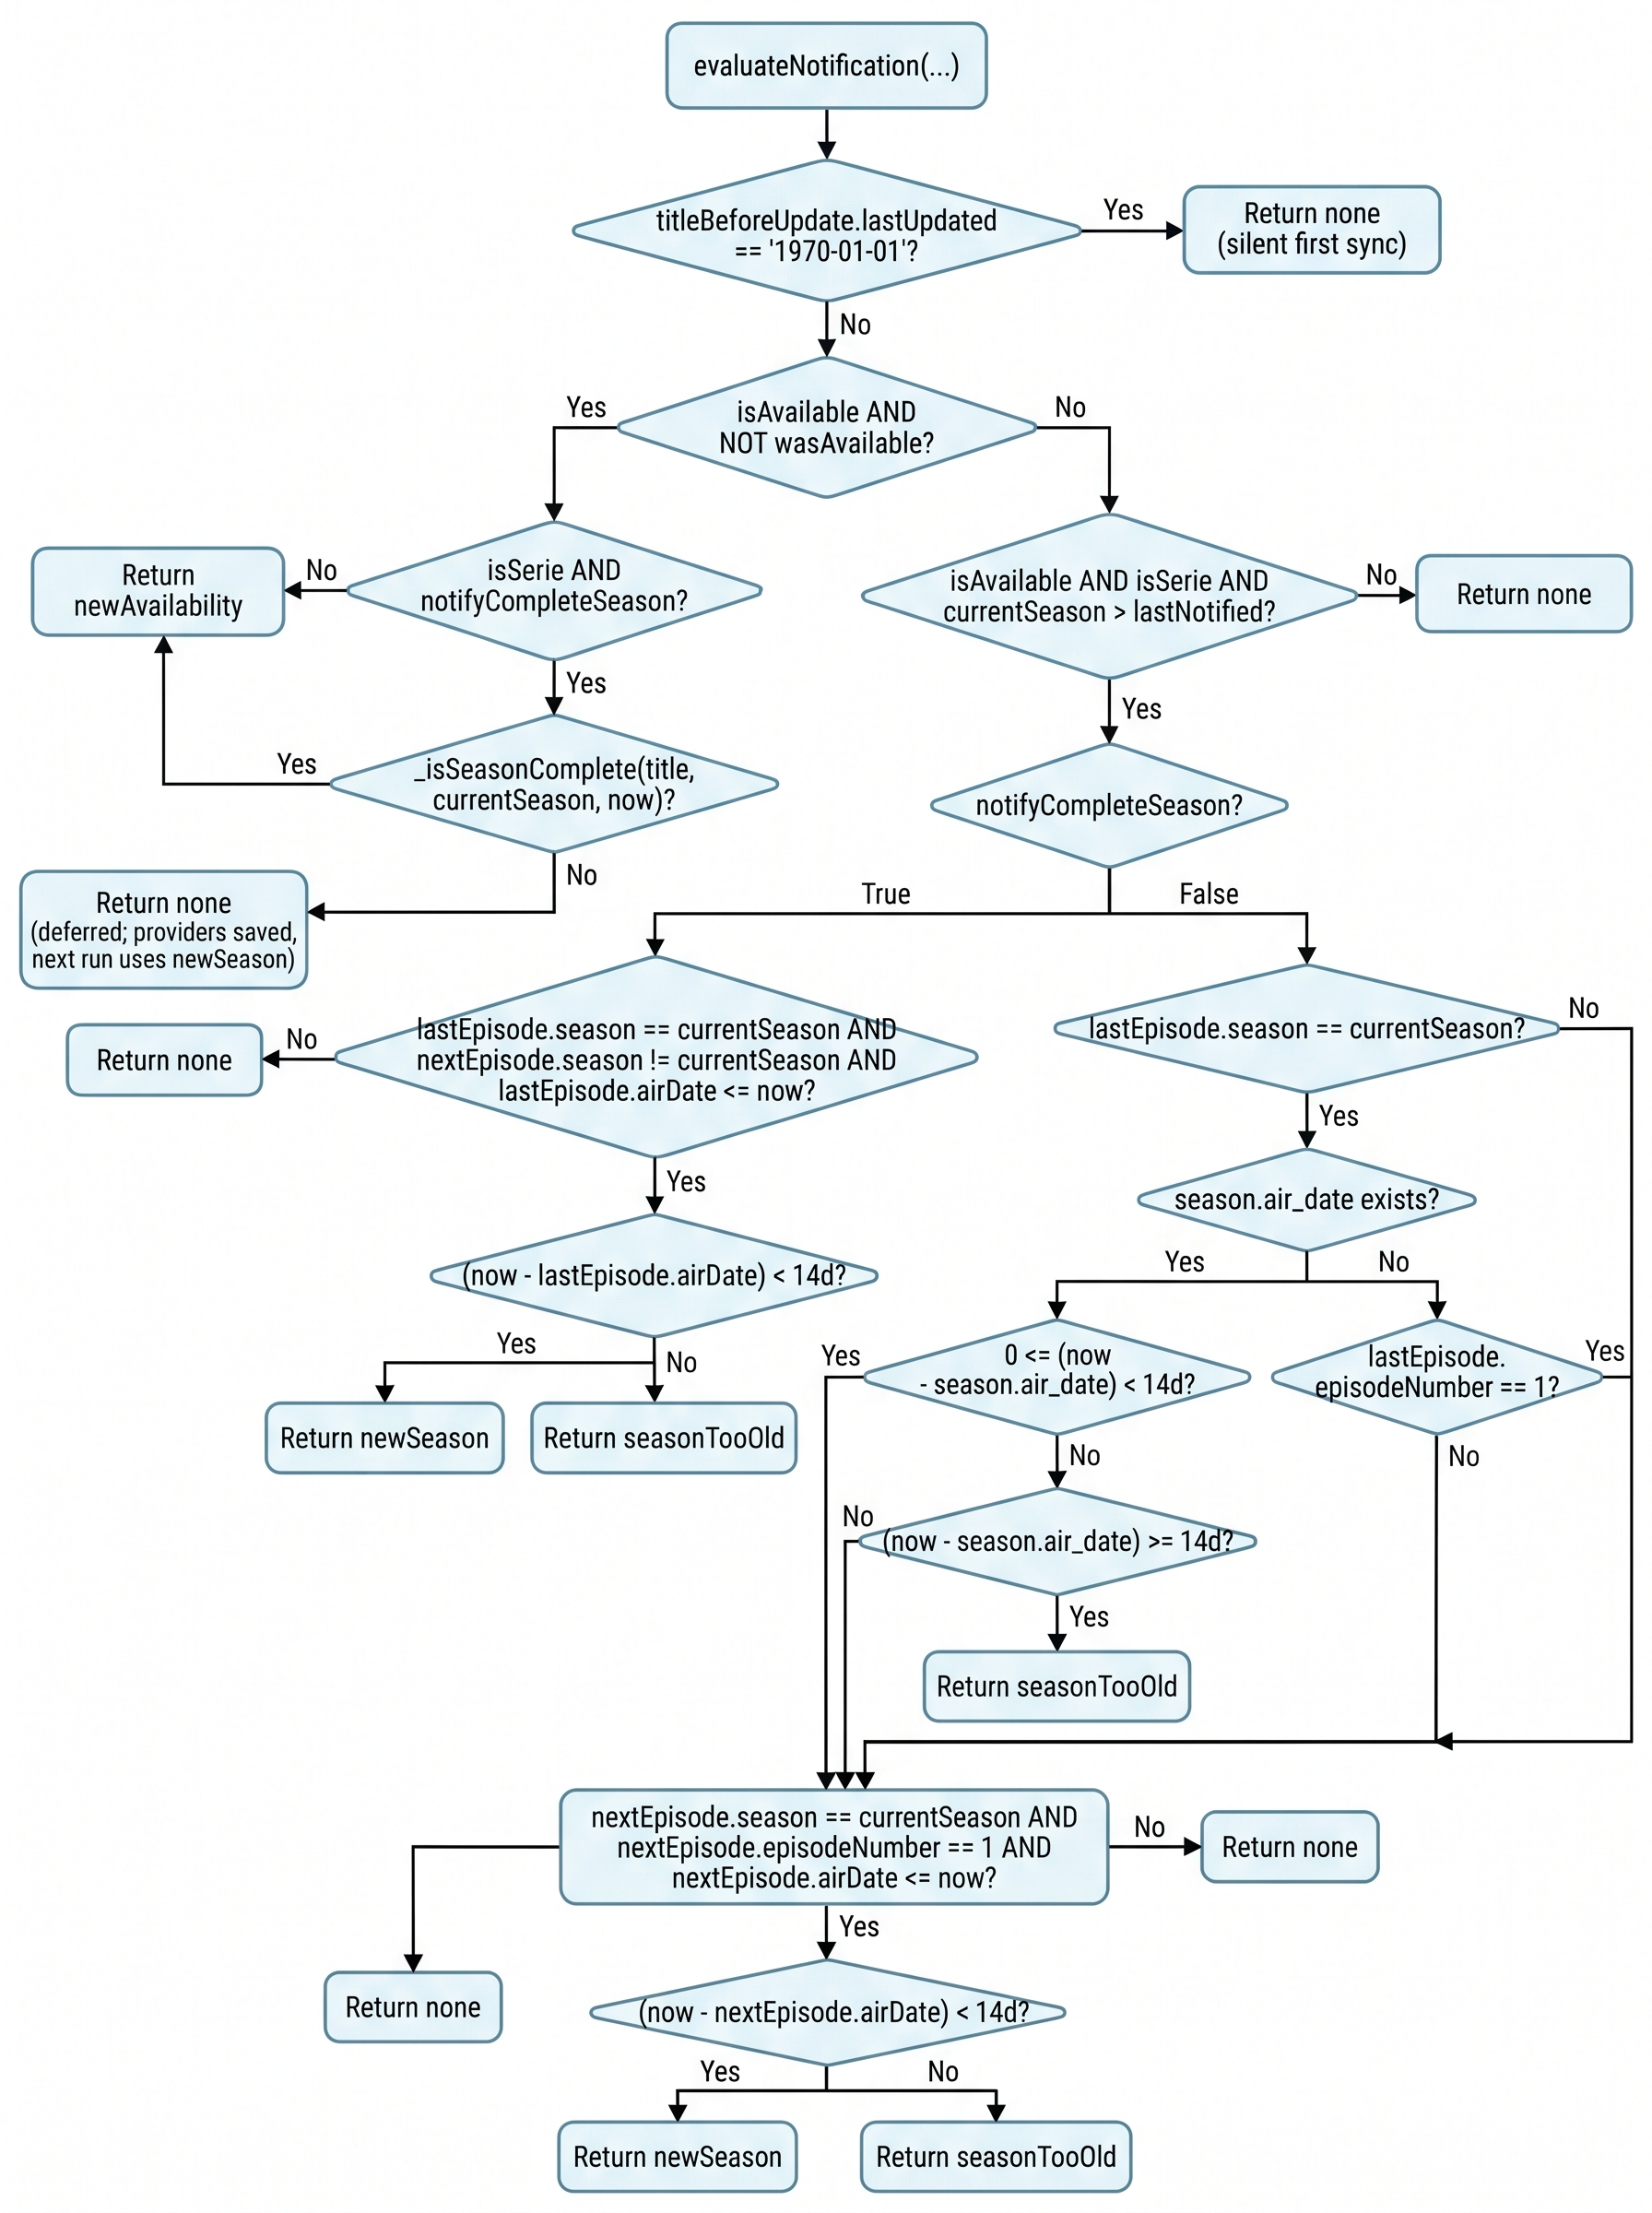 evaluateNotification(...)
titleBeforeUpdate.lastUpdated
== '1970-01-01'?
Yes
Return none
(silent first sync)
No
isAvailable AND
NOT wasAvailable?
Yes
No
isSerie AND
notifyCompleteSeason?
No
Return
newAvailability
Yes
isAvailable AND isSerie AND
currentSeason > lastNotified?
No
Return none
Yes
_isSeasonComplete(title,
currentSeason, now)?
Yes
No
Return none
(deferred; providers saved,
next run uses newSeason)
notifyCompleteSeason?
True
False
lastEpisode.season == currentSeason AND
nextEpisode.season != currentSeason AND
lastEpisode.airDate <= now?
No
Return none
Yes
(now - lastEpisode.airDate) < 14d?
Yes
No
Return newSeason
Return seasonTooOld
lastEpisode.season == currentSeason?
No
Yes
season.air_date exists?
Yes
No
0 <= (now
- season.air_date) < 14d?
Yes
No
lastEpisode.
episodeNumber == 1?
Yes
No
(now - season.air_date) >= 14d?
No
Yes
Return seasonTooOld
nextEpisode.season == currentSeason AND
nextEpisode.episodeNumber == 1 AND
nextEpisode.airDate <= now?
No
Return none
Yes
Return none
(now - nextEpisode.airDate) < 14d?
Yes
No
Return newSeason
Return seasonTooOld